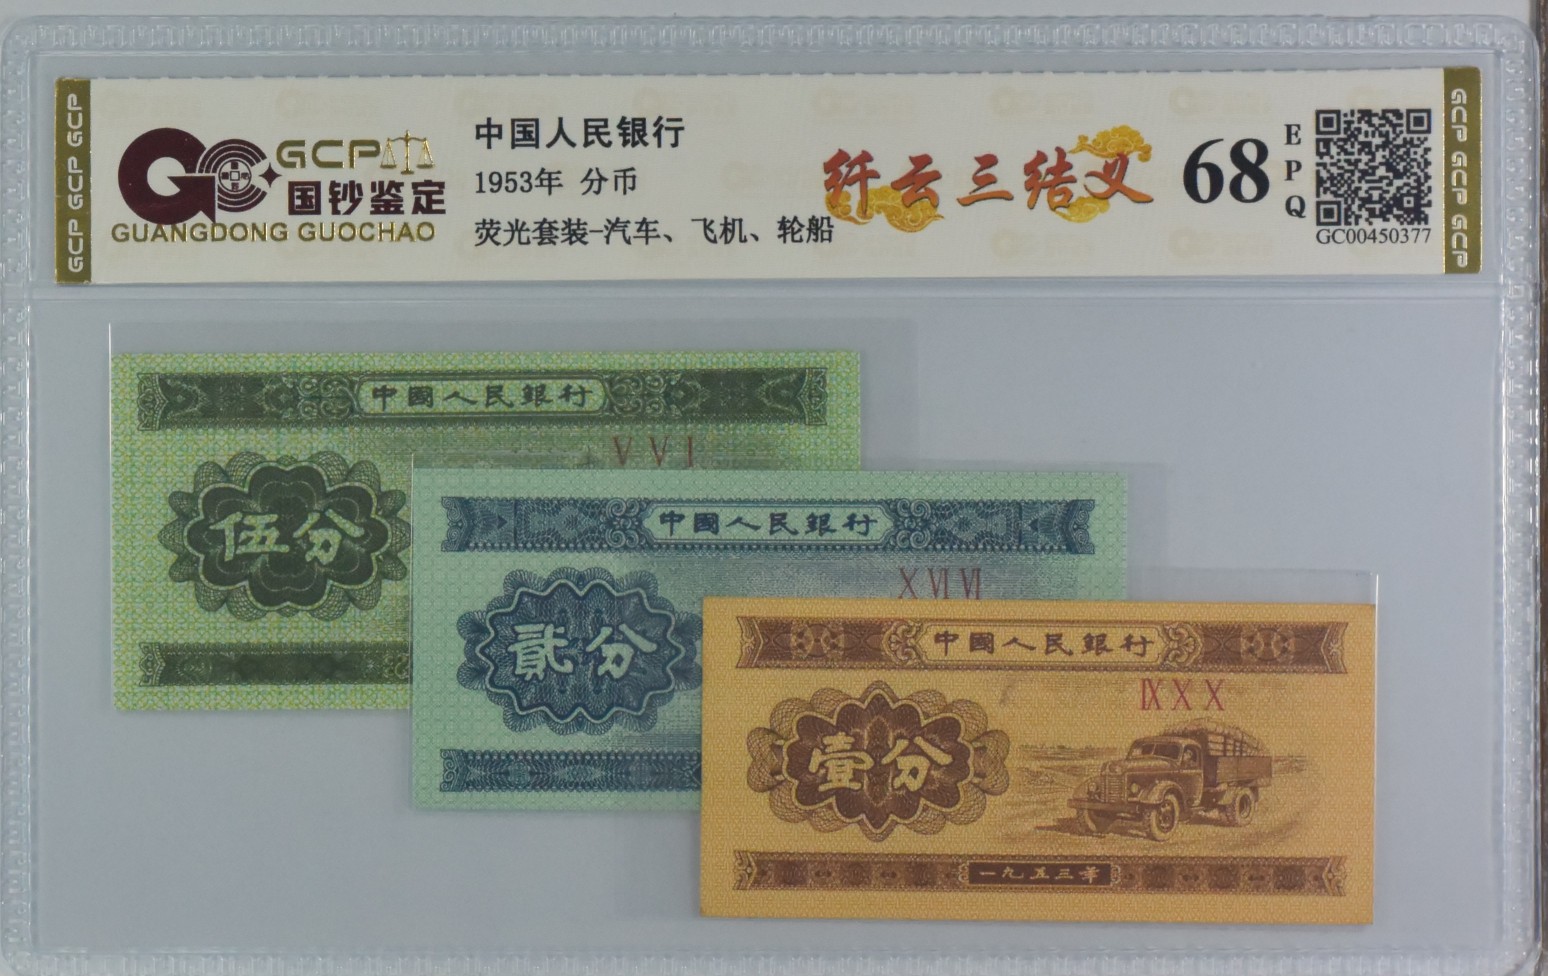 GCP GCP GCP
GCP
国钞鉴定
GUANGDONG GUOCHAO
中国人民银行
1953年 分币
荧光套装-汽车、飞机、轮船
纤云三结义
68
EPQ
GC00450377
GCP GCP GCP
中國人民銀行
V V I
伍分
中國人民銀行
X VI VI
貳分
中國人民銀行
IX X X
壹分
一九五三年